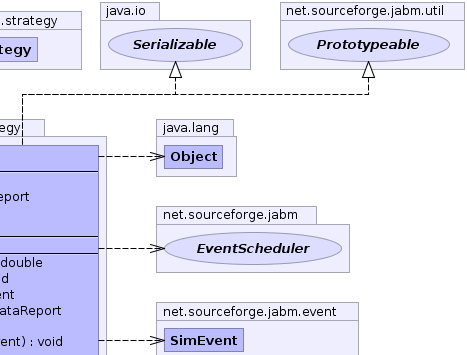 .strategy
tegy
java.io
Serializable
net.sourceforge.jabm.util
Prototypeable
egy
eport
double
d
ent
ataReport
ent) : void
java.lang
Object
net.sourceforge.jabm
EventScheduler
net.sourceforge.jabm.event
SimEvent